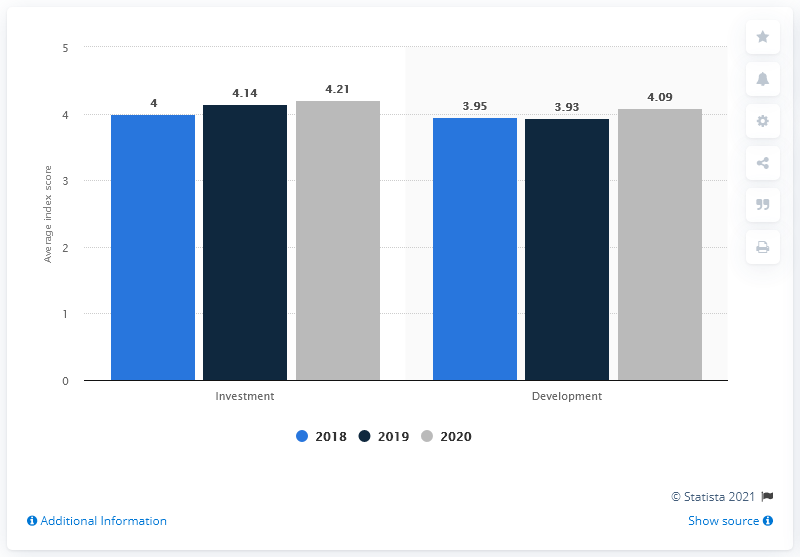 5
4
3
2
1
0
Average index score
4
4.14
4.21
3.95
3.93
4.09
Investment
Development
2018
2019
2020
© Statista 2021
Additional Information
Show source